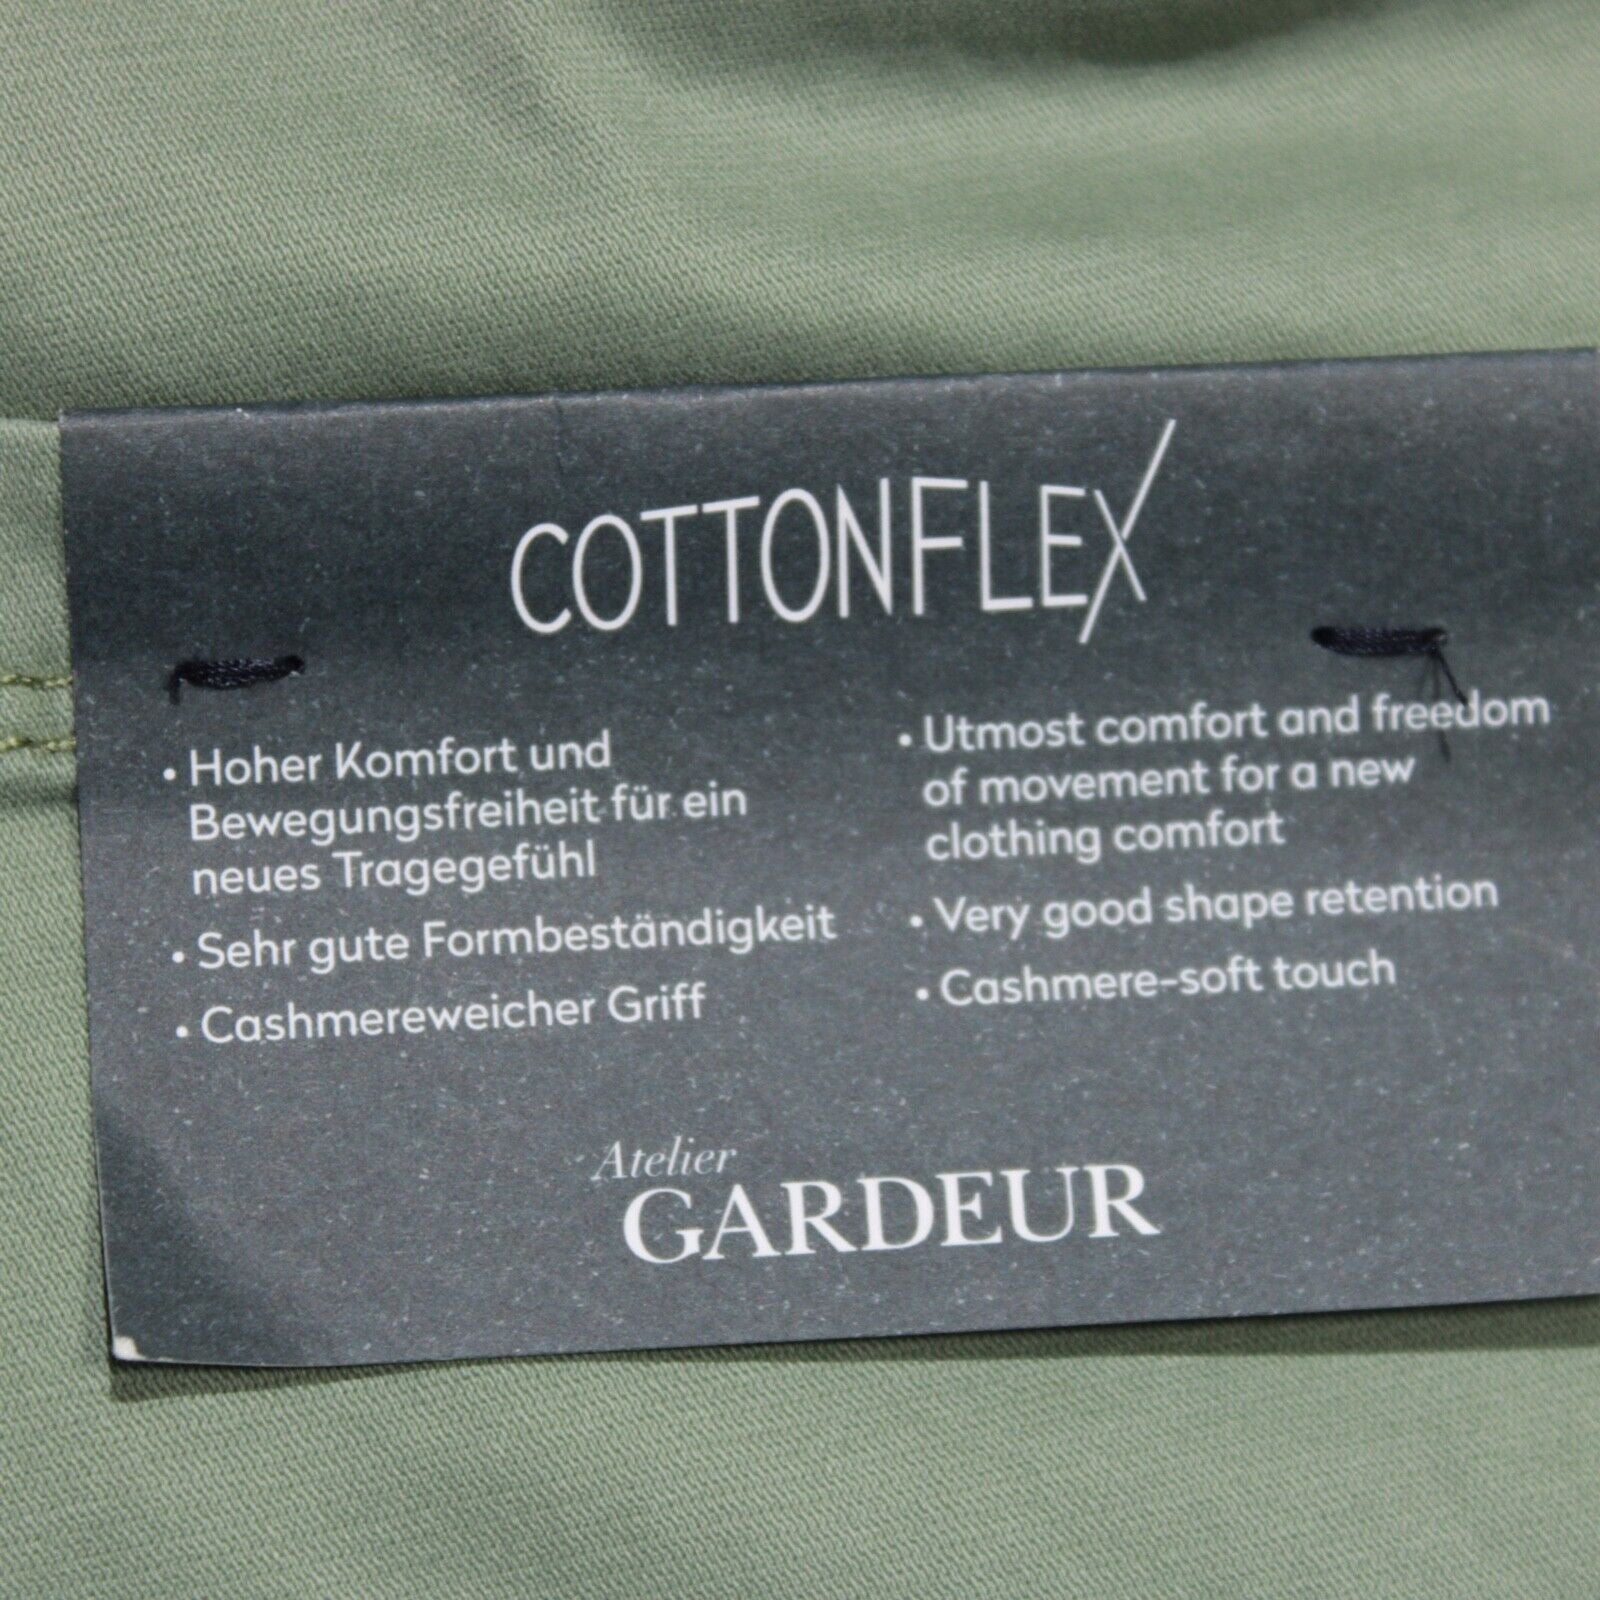 COTTONFLEX
• Hoher Komfort und
Bewegungsfreiheit für ein
neues Tragegefühl
• Sehr gute Formbeständigkeit
• Cashmereweicher Griff
• Utmost comfort and freedom
of movement for a new
clothing comfort
• Very good shape retention
• Cashmere-soft touch
Atelier
GARDEUR